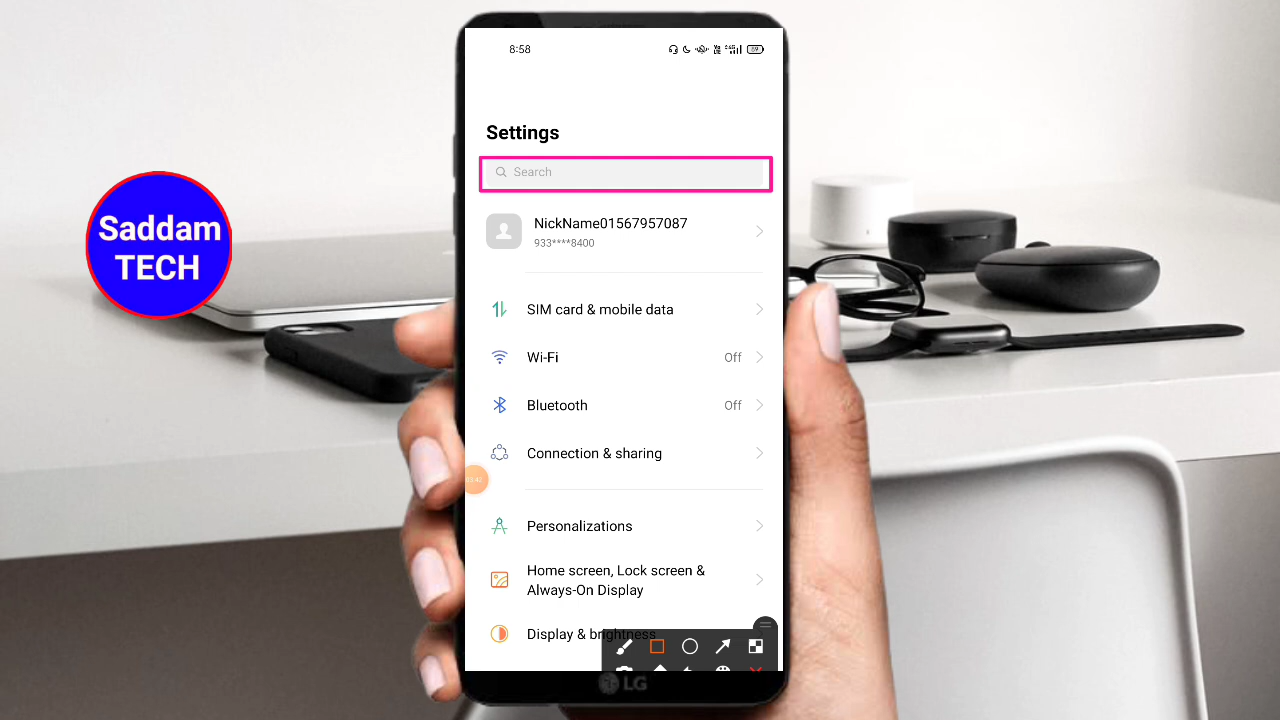 Saddam
TECH
8:58
69
Settings
Search
NickName01567957087
933****8400
SIM card & mobile data
Wi-Fi
Off
Bluetooth
Off
Connection & sharing
Personalizations
Home screen, Lock screen &
Always-On Display
Display & brightness
LG